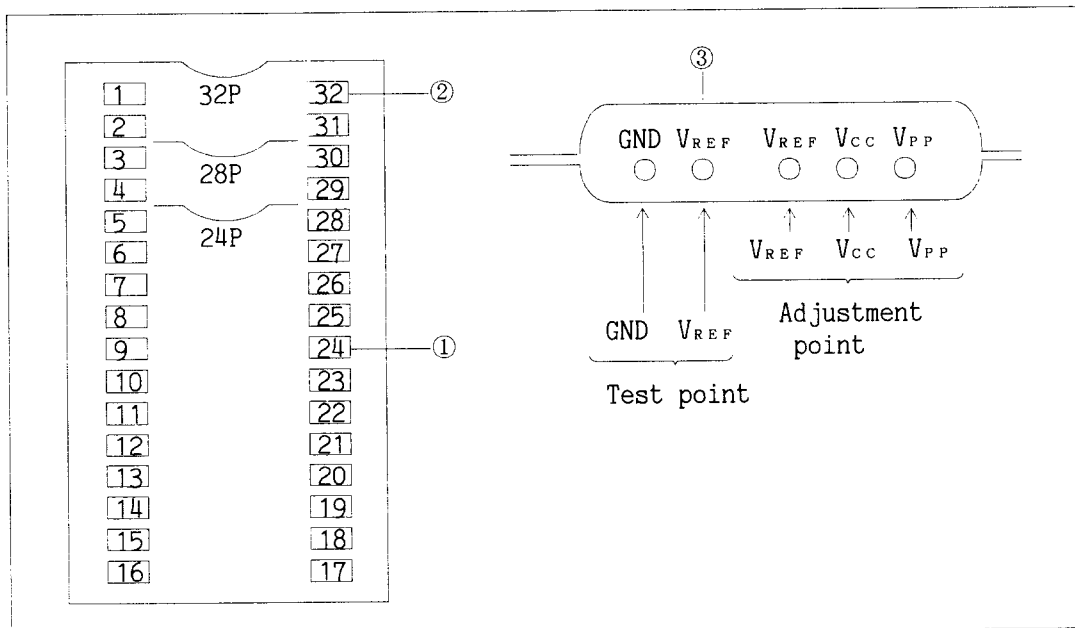 1 32P 32 ②
2 31
3 28P 30
4 29
5 24P 28
6 27
7 26
8 25
9 24 ①
10 23
11 22
12 21
13 20
14 19
15 18
16 17
③
GND VREF VREF VCC VPP
VREF VCC VPP
GND VREF
Adjustment
point
Test point